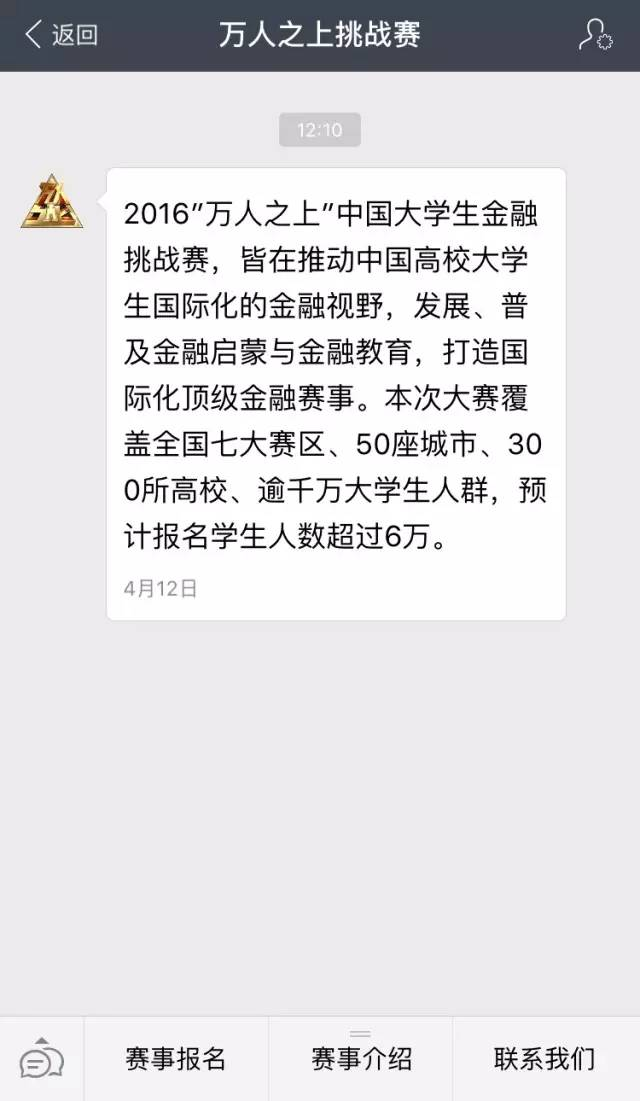 返回
万人之上挑战赛
12:10
2016"万人之上"中国大学生金融
挑战赛，皆在推动中国高校大学
生国际化的金融视野，发展、普
及金融启蒙与金融教育，打造国
际化顶级金融赛事。本次大赛覆
盖全国七大赛区、50座城市、30
0所高校、逾千万大学生人群，预
计报名学生人数超过6万。
4月12日
赛事报名
赛事介绍
联系我们